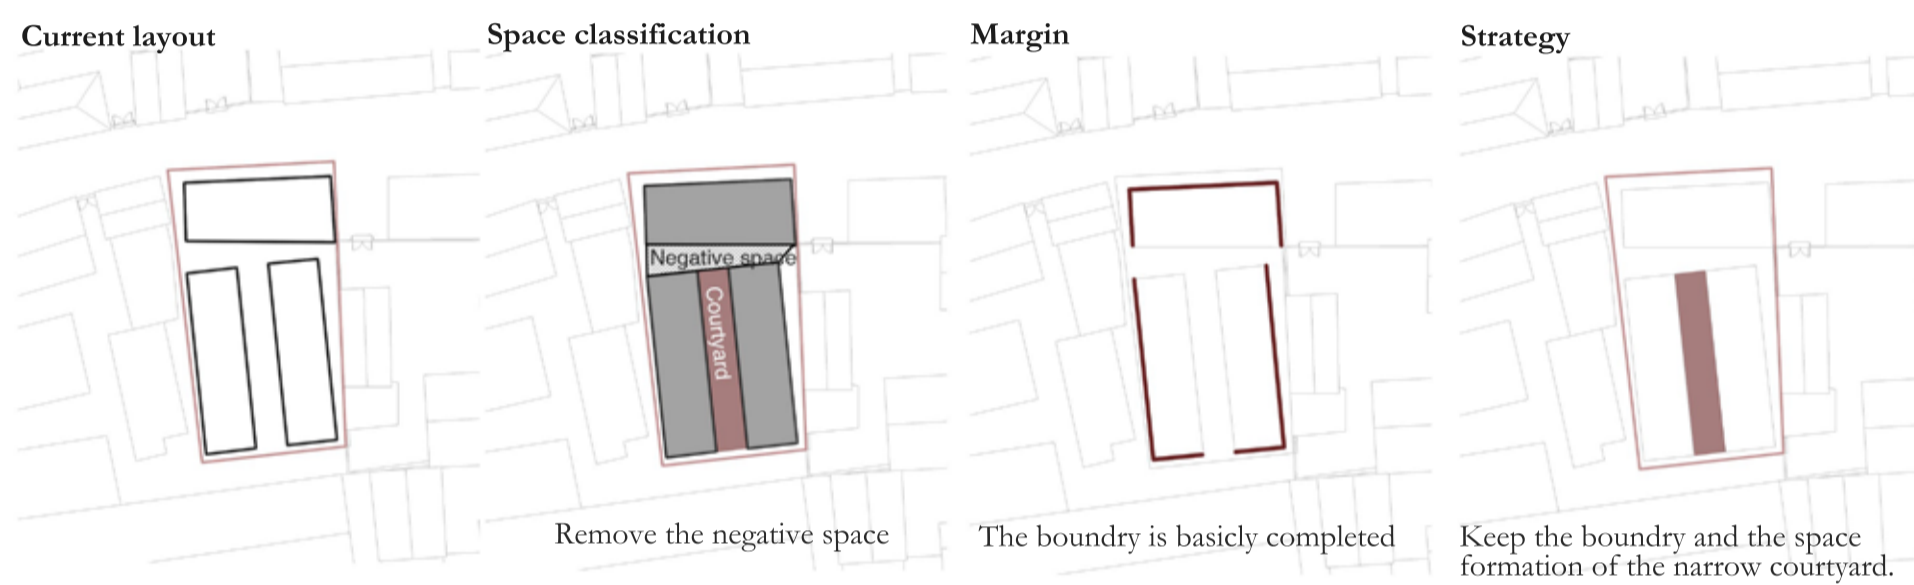 Current layout
Space classification
Margin
Strategy
Negative space
Courtyard
Remove the negative space
The boundry is basicly completed
Keep the boundry and the space
formation of the narrow courtyard.